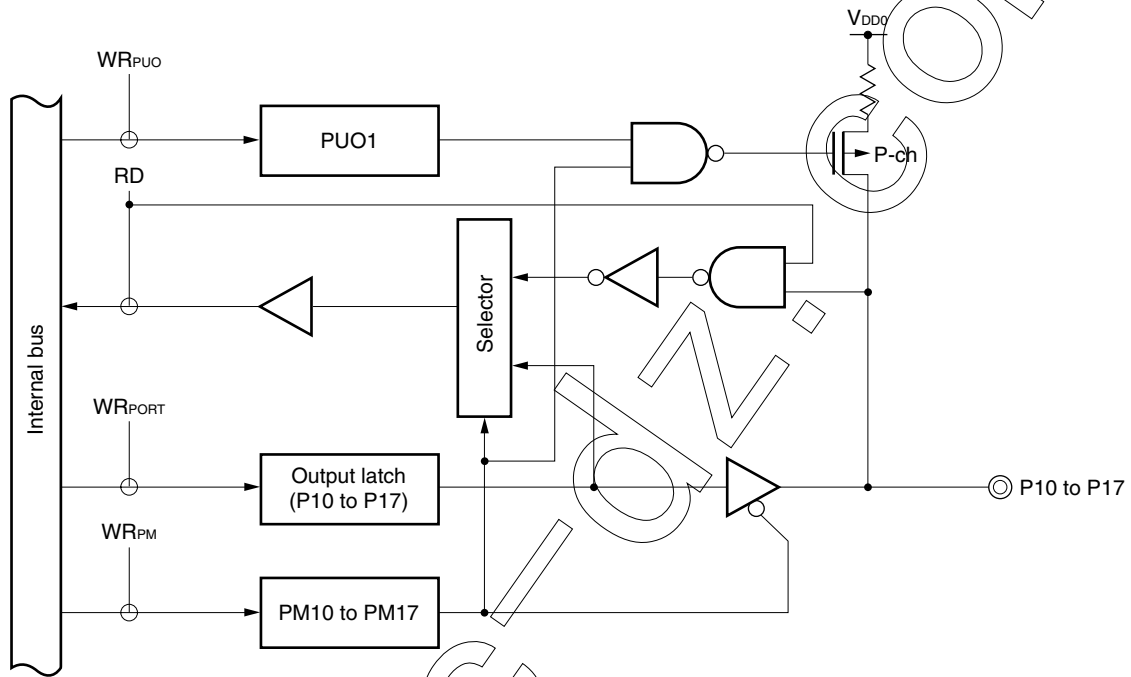 VDD0
WRPUO
PUO1
P-ch
RD
Internal bus
Selector
WRPORT
Output latch
(P10 to P17)
P10 to P17
WRPM
PM10 to PM17